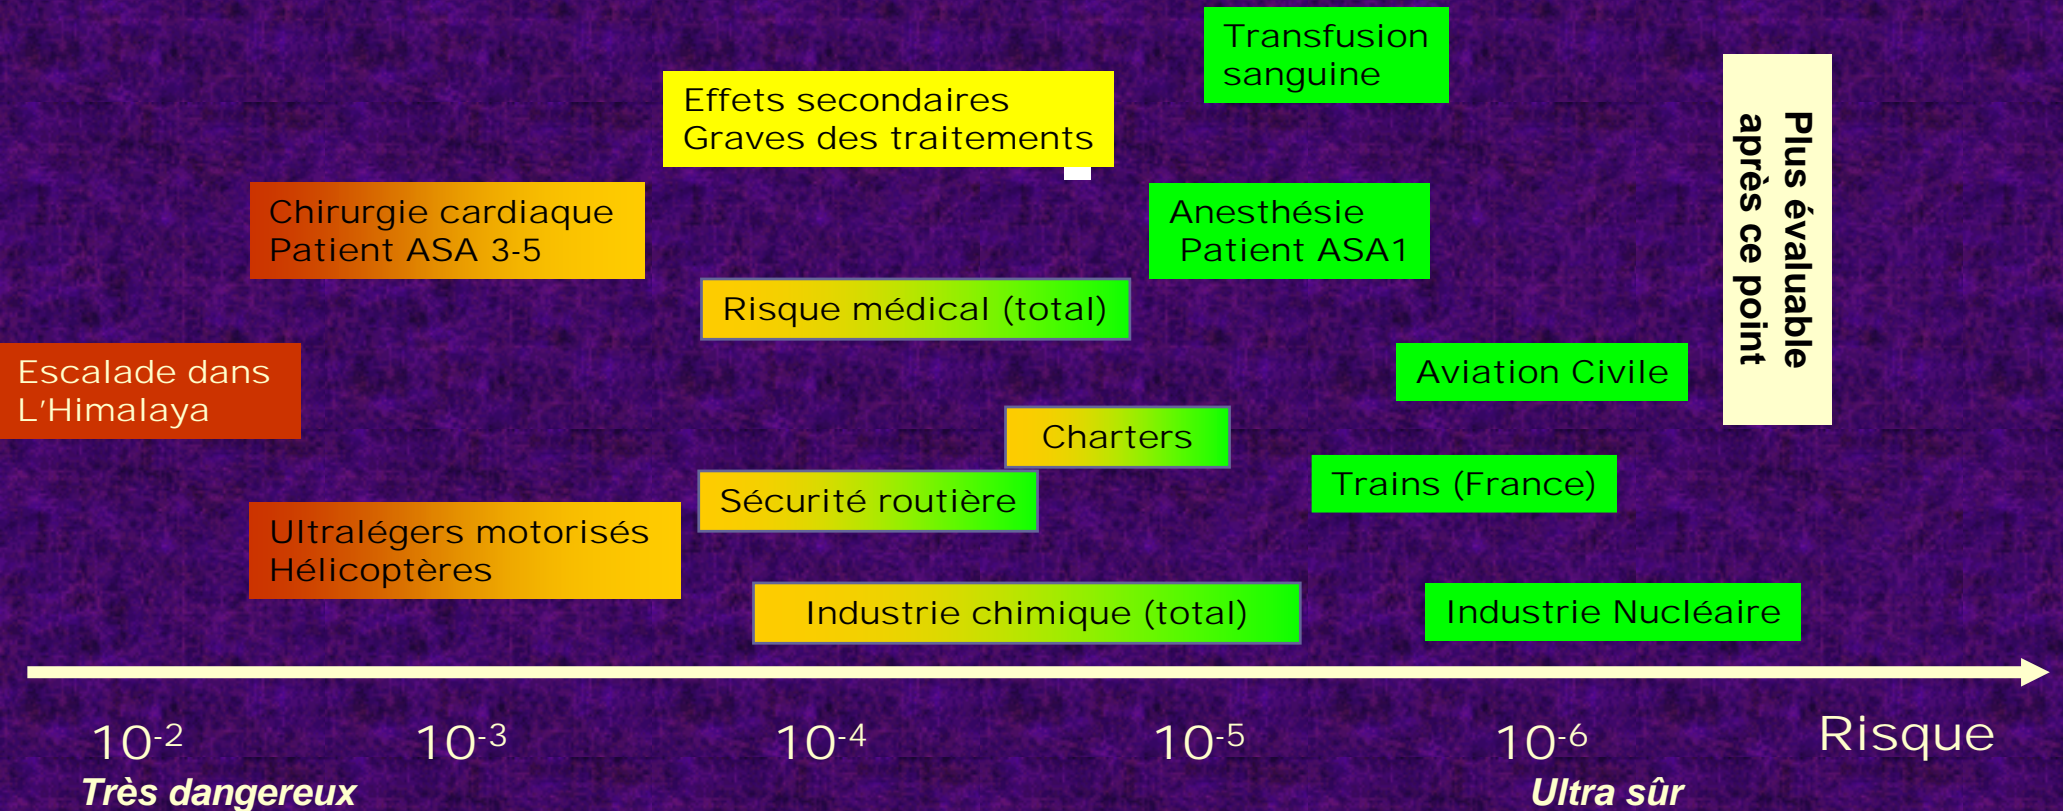 Transfusion
sanguine
Effets secondaires
Graves des traitements
Plus évaluable
après ce point
Chirurgie cardiaque
Patient ASA 3-5
Anesthésie
Patient ASA1
Risque médical (total)
Escalade dans
L'Himalaya
Aviation Civile
Charters
Trains (France)
Sécurité routière
Ultralégers motorisés
Hélicoptères
Industrie chimique (total)
Industrie Nucléaire
10-2 10-3 10-4 10-5 10-6 Risque
Très dangereux Ultra sûr